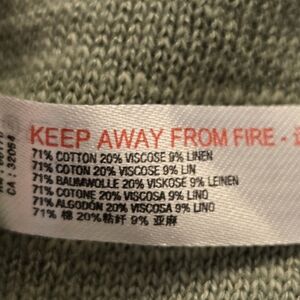 KEEP AWAY FROM FIRE -
71% COTTON 20% VISCOSE 9% LINEN
71% COTON 20% VISCOSE 9% LIN
71% BAUMWOLLE 20% VISKOSE 9% LEINEN
71% COTONE 20% VISCOSA 9% LINO
71% ALGODÓN 20% VISCOSA 9% LINO
71% 棉 20% 粘纤 9% 亚麻
CA : 32054